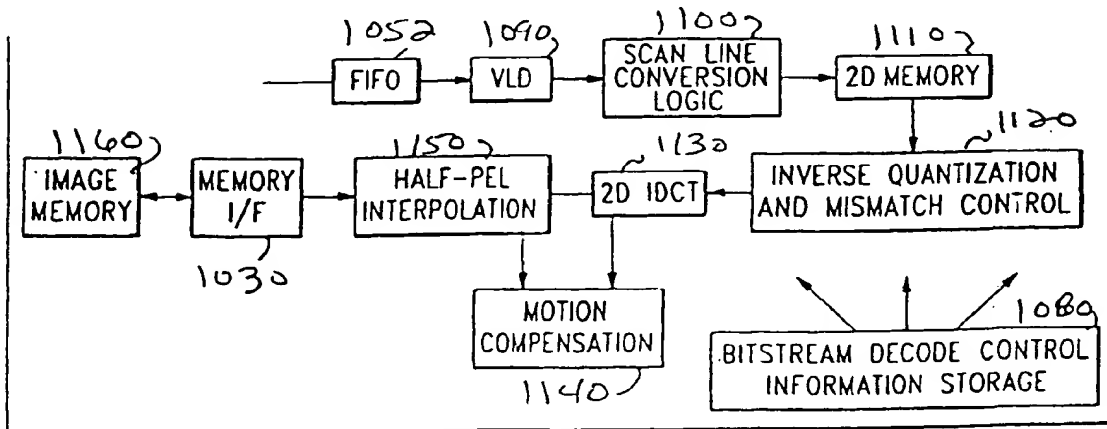 1052 1090 1100 1110
FIFO VLD SCAN LINE 2D MEMORY
CONVERSION
LOGIC
1160 1150 1130 1120
IMAGE MEMORY HALF-PEL 2D IDCT INVERSE QUANTIZATION
MEMORY I/F INTERPOLATION AND MISMATCH CONTROL
1030
MOTION
COMPENSATION
1140
1080
BITSTREAM DECODE CONTROL
INFORMATION STORAGE